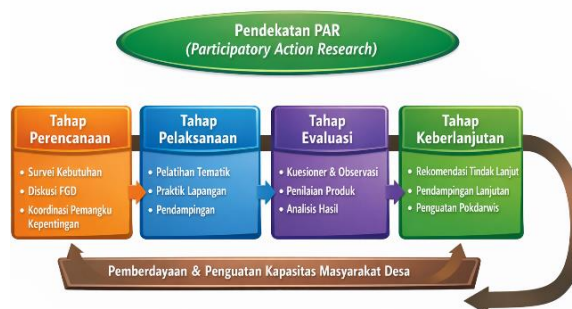 Pendekatan PAR
(Participatory Action Research)
Tahap
Perencanaan
• Survei Kebutuhan
• Diskusi FGD
• Koordinasi Pemangku
Kepentingan
Tahap
Pelaksanaan
• Pelatihan Tematik
• Praktik Lapangan
• Pendampingan
Tahap
Evaluasi
• Kuesioner & Observasi
• Penilaian Produk
• Analisis Hasil
Tahap
Keberlanjutan
• Rekomendasi Tindak Lanjut
• Pendampingan Lanjutan
• Penguatan Pokdarwis
Pemberdayaan & Penguatan Kapasitas Masyarakat Desa